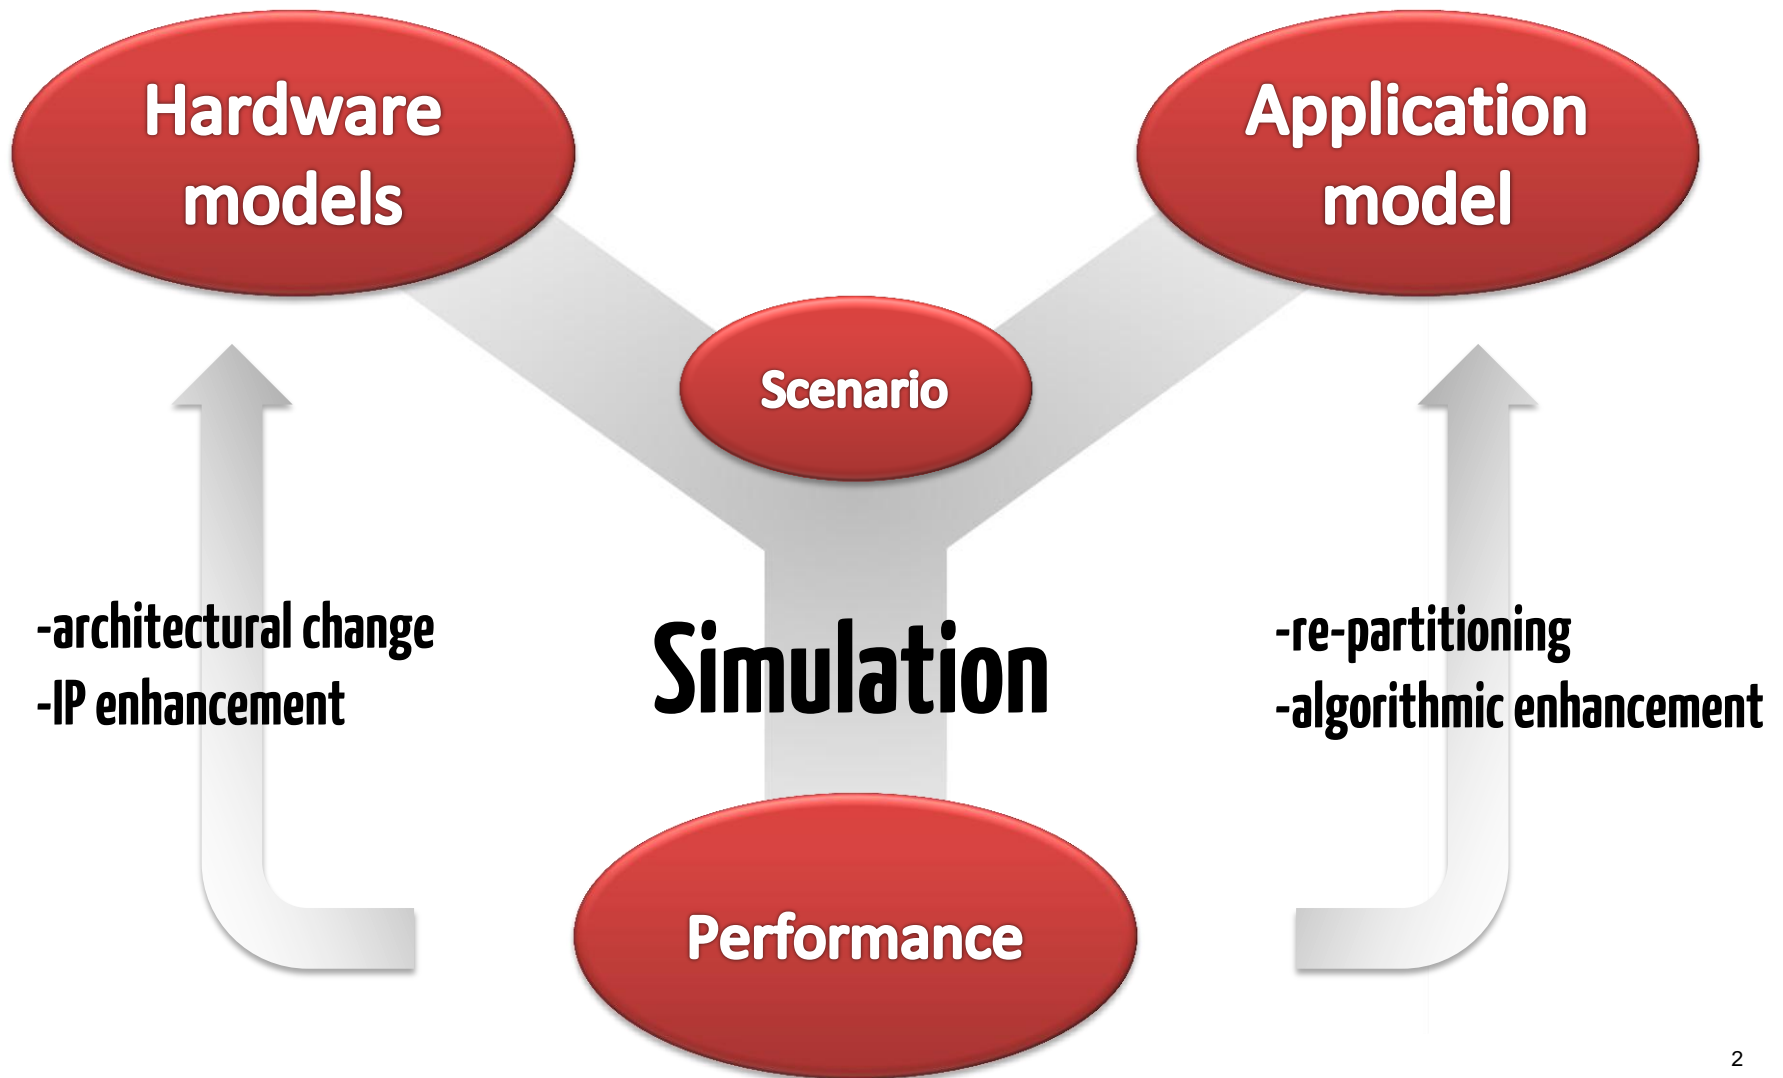 Hardware
models
Application
model
Scenario
-architectural change
-IP enhancement
Simulation
-re-partitioning
-algorithmic enhancement
Performance
2